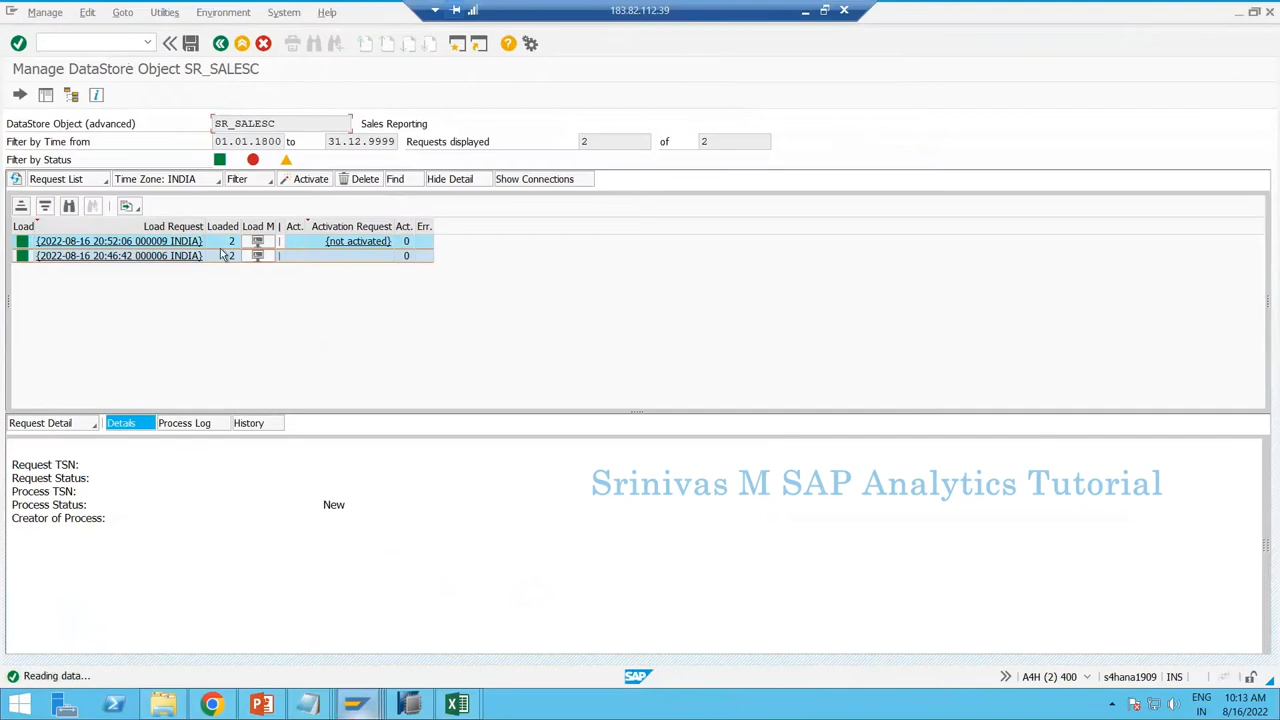 Manage Edit Goto Utilities Environment System Help
183.82.112.39
Manage DataStore Object SR_SALESC
DataStore Object (advanced) SR_SALESC Sales Reporting
Filter by Time from 01.01.1800 to 31.12.9999 Requests displayed 2 of 2
Filter by Status
Request List Time Zone: INDIA Filter Activate Delete Find Hide Detail Show Connections
Load Load Request Loaded Load M Act. Activation Request Act. Err.
{2022-08-16 20:52:06 000009 INDIA} 2 {not activated} 0
{2022-08-16 20:46:42 000006 INDIA} 2 0
Request Detail Details Process Log History
Request TSN:
Request Status:
Process TSN:
Process Status: New
Creator of Process:
Srinivas M SAP Analytics Tutorial
Reading data... SAP A4H (2) 400 s4hana1909 INS
ENG 10:13 AM
IN 8/16/2022